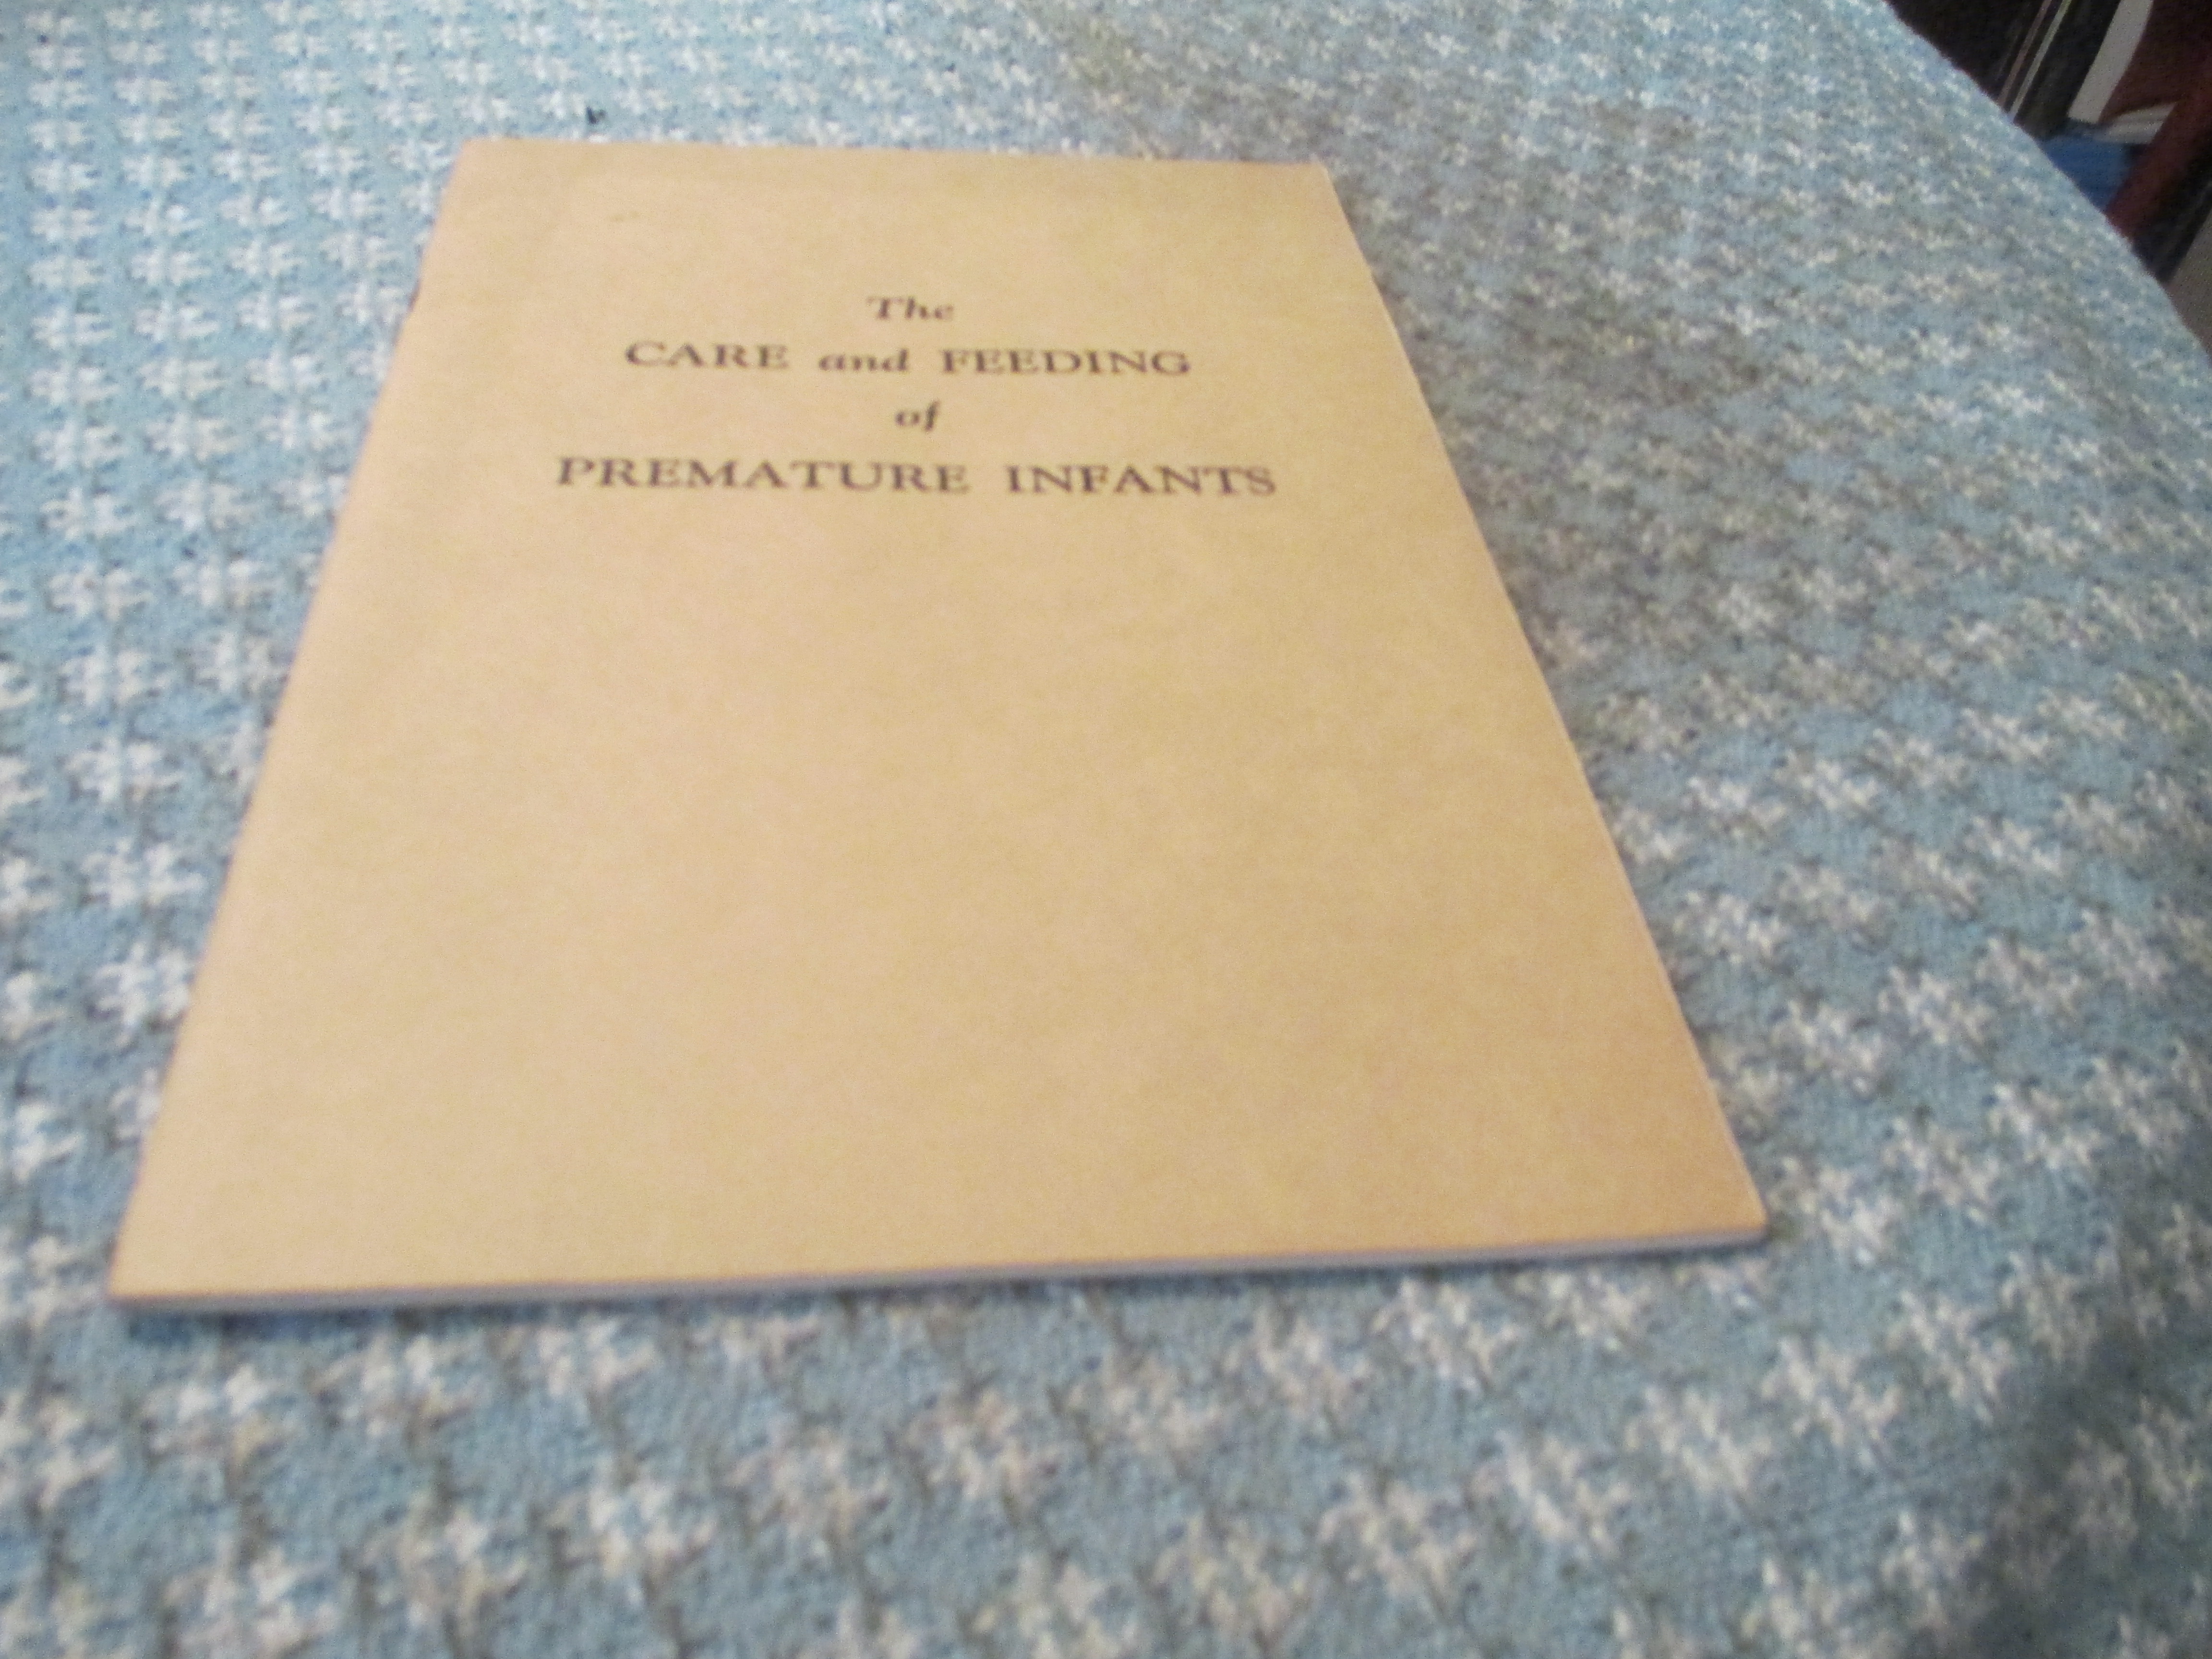 The
CARE and FEEDING
of
PREMATURE INFANTS